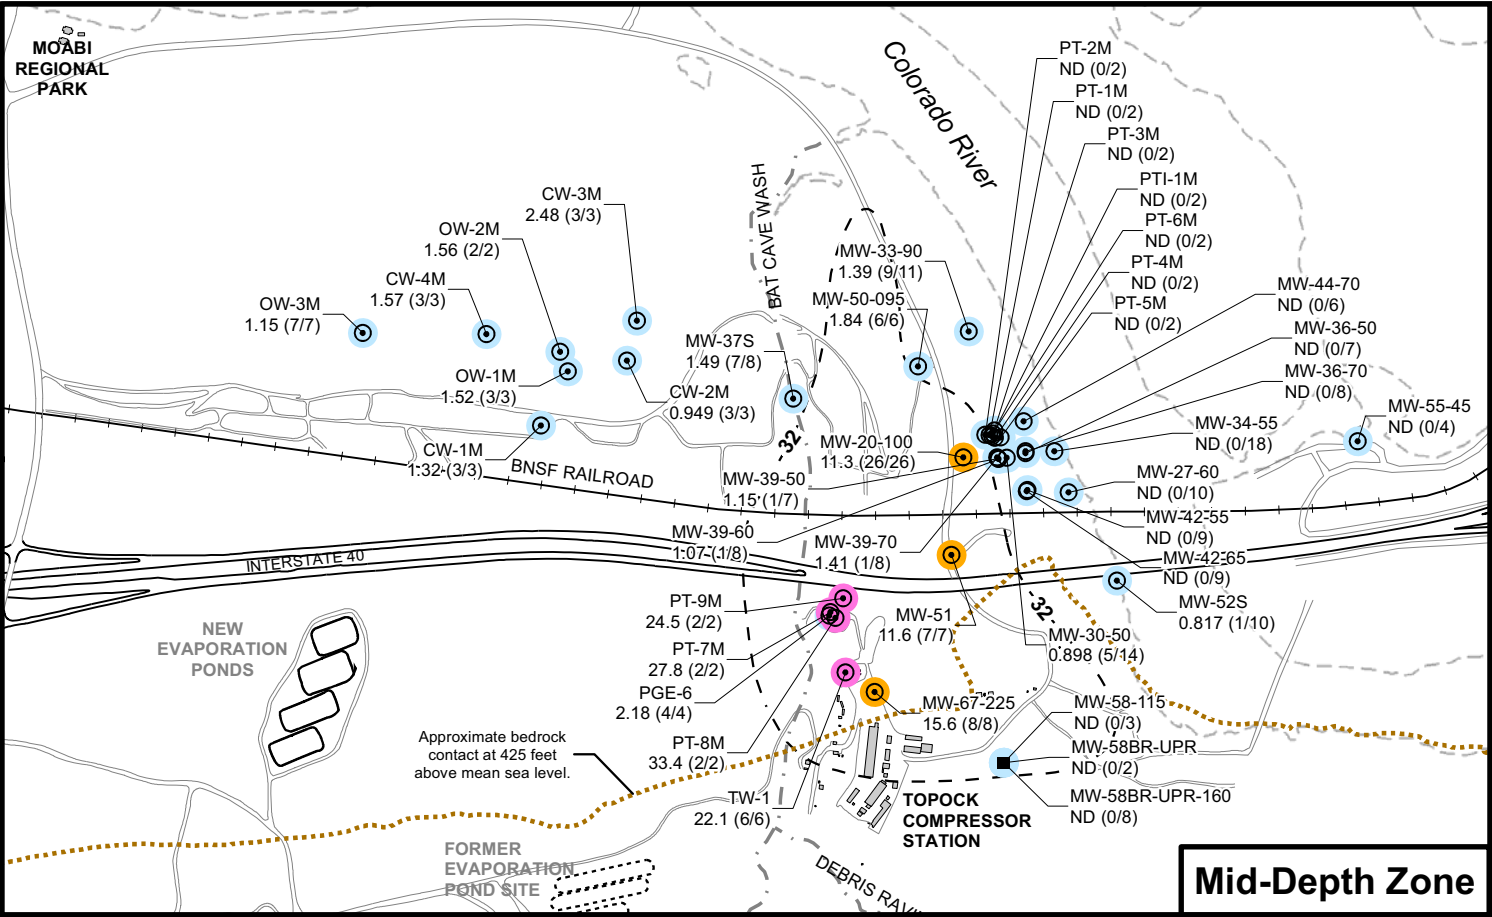 MOABI
REGIONAL
PARK
Colorado River
BAT CAVE WASH
PT-2M
ND (0/2)
PT-1M
ND (0/2)
PT-3M
ND (0/2)
PTI-1M
ND (0/2)
PT-6M
ND (0/2)
PT-4M
ND (0/2)
PT-5M
ND (0/2)
CW-3M
2.48 (3/3)
OW-2M
1.56 (2/2)
CW-4M
1.57 (3/3)
OW-3M
1.15 (7/7)
MW-33-90
1.39 (9/11)
MW-50-095
1.84 (6/6)
MW-44-70
ND (0/6)
MW-36-50
ND (0/7)
MW-36-70
ND (0/8)
MW-37S
1.49 (7/8)
OW-1M
1.52 (3/3)
CW-2M
0.949 (3/3)
MW-55-45
ND (0/4)
MW-34-55
ND (0/18)
CW-1M
1.32 (3/3)
32
MW-20-100
11.3 (26/26)
BNSF RAILROAD
MW-39-50
1.15 (1/7)
MW-27-60
ND (0/10)
MW-42-55
ND (0/9)
MW-39-60
1.07 (1/8)
MW-39-70
1.41 (1/8)
MW-42-65
ND (0/9)
INTERSTATE 40
PT-9M
24.5 (2/2)
MW-51
11.6 (7/7)
32
MW-52S
0.817 (1/10)
NEW
EVAPORATION
PONDS
PT-7M
27.8 (2/2)
MW-30-50
0.898 (5/14)
PGE-6
2.18 (4/4)
MW-67-225
15.6 (8/8)
MW-58-115
ND (0/3)
Approximate bedrock
contact at 425 feet
above mean sea level.
PT-8M
33.4 (2/2)
MW-58BR-UPR
ND (0/2)
TW-1
22.1 (6/6)
TOPOCK
COMPRESSOR
STATION
MW-58BR-UPR-160
ND (0/8)
FORMER
EVAPORATION
POND SITE
DEBRIS RAVI
Mid-Depth Zone